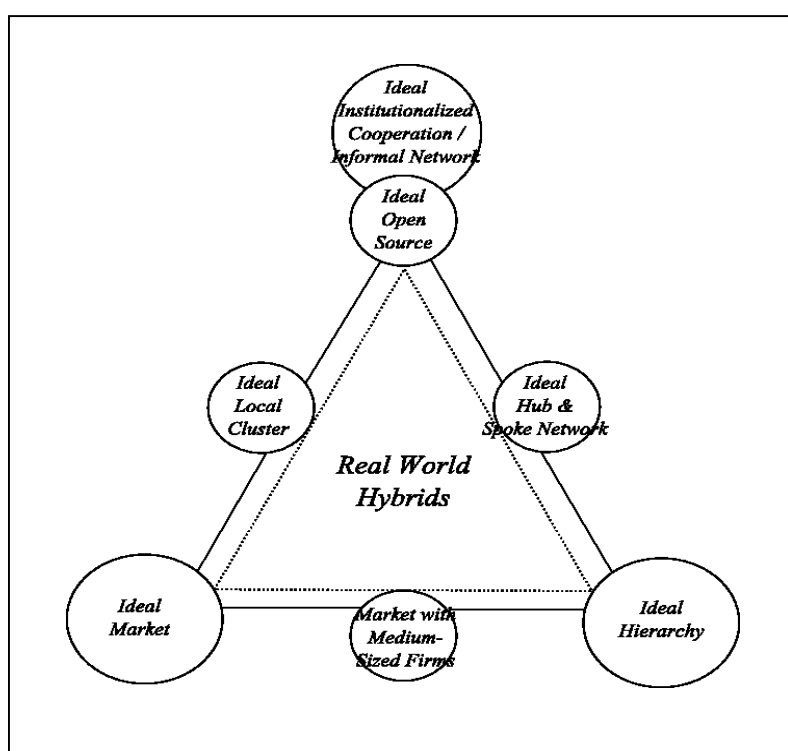 Ideal
Institutionalized
Cooperation /
Informal Network
Ideal
Open
Source
Ideal
Local
Cluster
Ideal
Hub &
Spoke Network
Real World
Hybrids
Ideal
Market
Market with
Medium-
Sized Firms
Ideal
Hierarchy